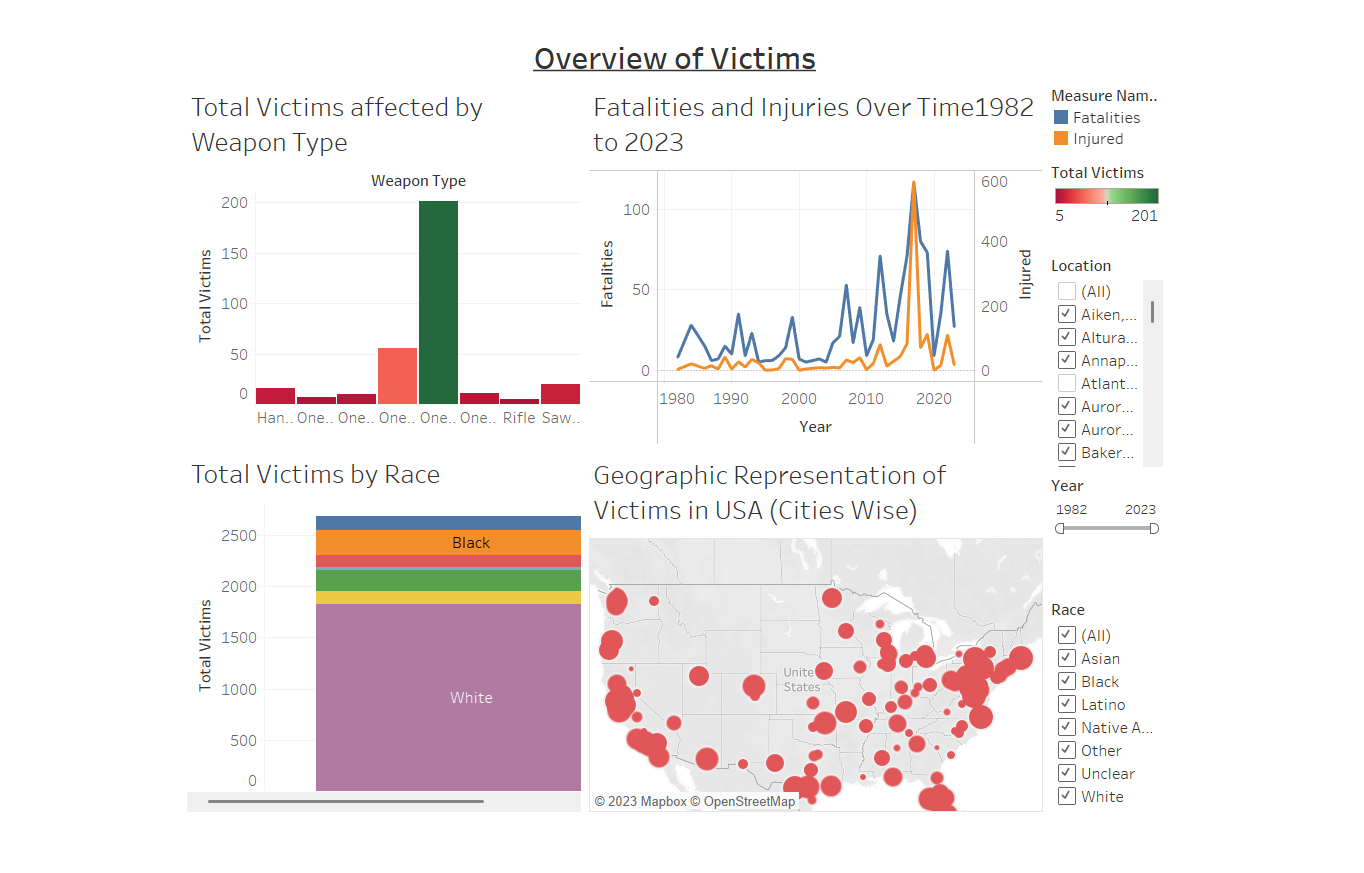 Overview of Victims
Total Victims affected by
Weapon Type
Weapon Type
Total Victims
200
150
100
50
0
Han..
One..
One..
One..
One..
One..
Rifle
Saw..
Fatalities and Injuries Over Time1982
to 2023
Fatalities
100
50
0
600
400
200
0
Injured
1980
1990
2000
2010
2020
Year
Measure Nam..
Fatalities
Injured
Total Victims
5
201
Location
(All)
Aiken,...
Altura...
Annap...
Atlant...
Auror...
Auror...
Baker...
Year
1982
2023
Race
(All)
Asian
Black
Latino
Native A...
Other
Unclear
White
Total Victims by Race
Total Victims
2500
2000
1500
1000
500
0
Black
White
Geographic Representation of
Victims in USA (Cities Wise)
United
States
© 2023 Mapbox © OpenStreetMap